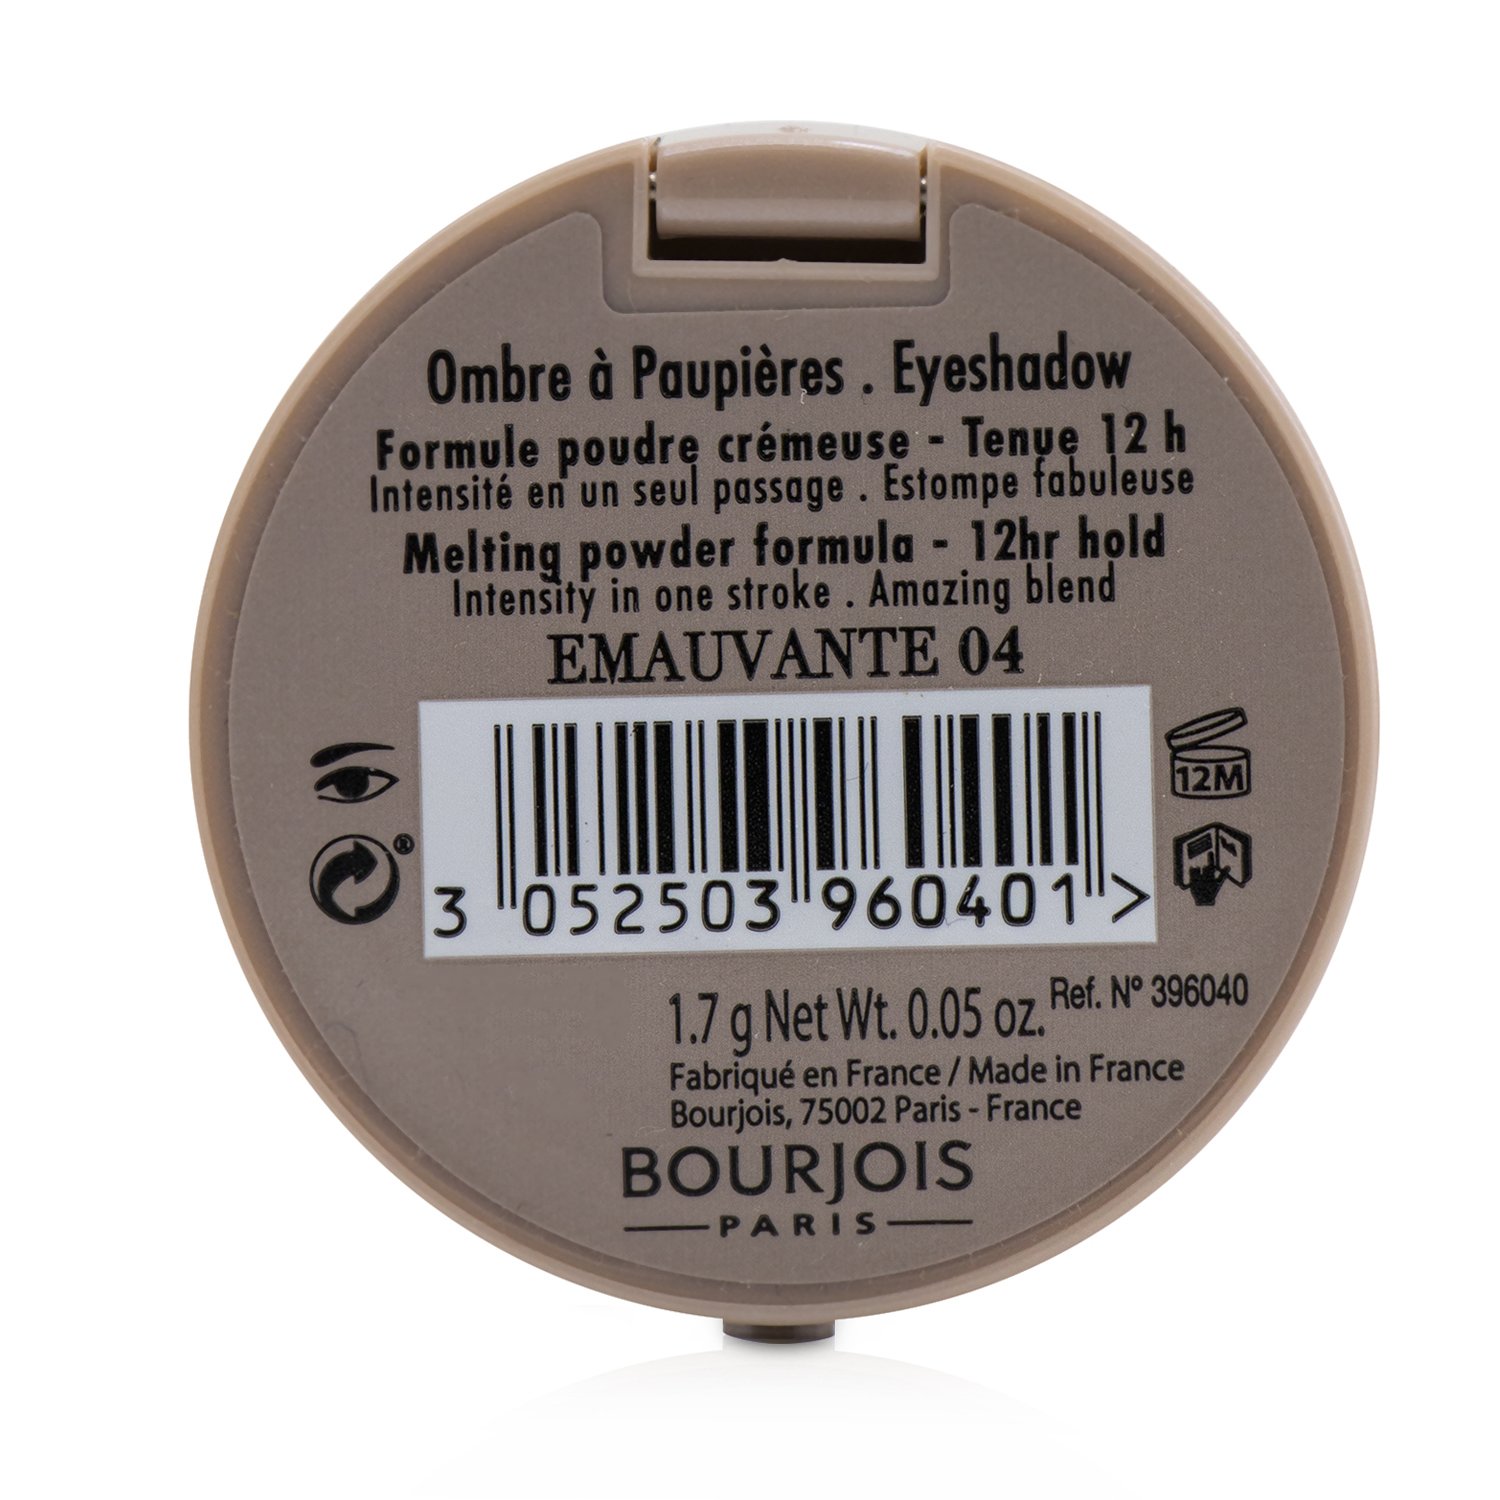 Ombre à Paupières . Eyeshadow
Formule poudre crémeuse - Tenue 12 h
Intensité en un seul passage . Estompe fabuleuse
Melting powder formula - 12hr hold
Intensity in one stroke . Amazing blend
EMAUVANTE 04
12M
®
3 052503 960401 >
1.7 g Net Wt. 0.05 oz. Ref. N° 396040
Fabriqué en France / Made in France
Bourjois, 75002 Paris - France
BOURJOIS
PARIS